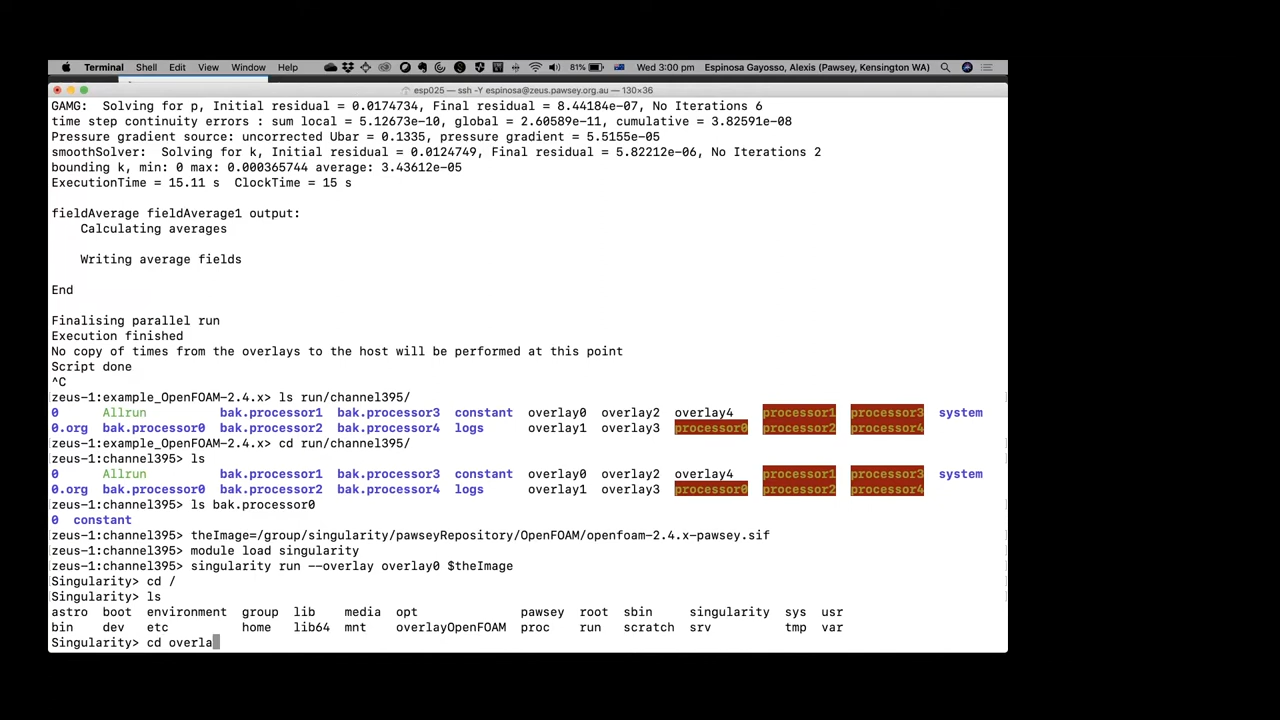 Terminal Shell Edit View Window Help 81% Wed 3:00 pm Espinosa Gayosso, Alexis (Pawsey, Kensington WA)
esp025 — ssh -Y espinosa@zeus.pawsey.org.au — 130×36
GAMG:  Solving for p, Initial residual = 0.0174734, Final residual = 8.44184e-07, No Iterations 6
time step continuity errors : sum local = 5.12673e-10, global = 2.60589e-11, cumulative = 3.82591e-08
Pressure gradient source: uncorrected Ubar = 0.1335, pressure gradient = 5.5155e-05
smoothSolver:  Solving for k, Initial residual = 0.0124749, Final residual = 5.82212e-06, No Iterations 2
bounding k, min: 0 max: 0.000365744 average: 3.43612e-05
ExecutionTime = 15.11 s  ClockTime = 15 s
fieldAverage fieldAverage1 output:
Calculating averages
Writing average fields
End
Finalising parallel run
Execution finished
No copy of times from the overlays to the host will be performed at this point
Script done
^C
zeus-1:example_OpenFOAM-2.4.x> ls run/channel395/
0 Allrun bak.processor1 bak.processor3 constant overlay0 overlay2 overlay4 processor1 processor3 system
0.org bak.processor0 bak.processor2 bak.processor4 logs overlay1 overlay3 processor0 processor2 processor4
zeus-1:example_OpenFOAM-2.4.x> cd run/channel395/
zeus-1:channel395> ls
0 Allrun bak.processor1 bak.processor3 constant overlay0 overlay2 overlay4 processor1 processor3 system
0.org bak.processor0 bak.processor2 bak.processor4 logs overlay1 overlay3 processor0 processor2 processor4
zeus-1:channel395> ls bak.processor0
0 constant
zeus-1:channel395> theImage=/group/singularity/pawseyRepository/OpenFOAM/openfoam-2.4.x-pawsey.sif
zeus-1:channel395> module load singularity
zeus-1:channel395> singularity run --overlay overlay0 $theImage
Singularity> cd /
Singularity> ls
astro boot environment group lib media opt pawsey root sbin singularity sys usr
bin dev etc home lib64 mnt overlayOpenFOAM proc run scratch srv tmp var
Singularity> cd overla